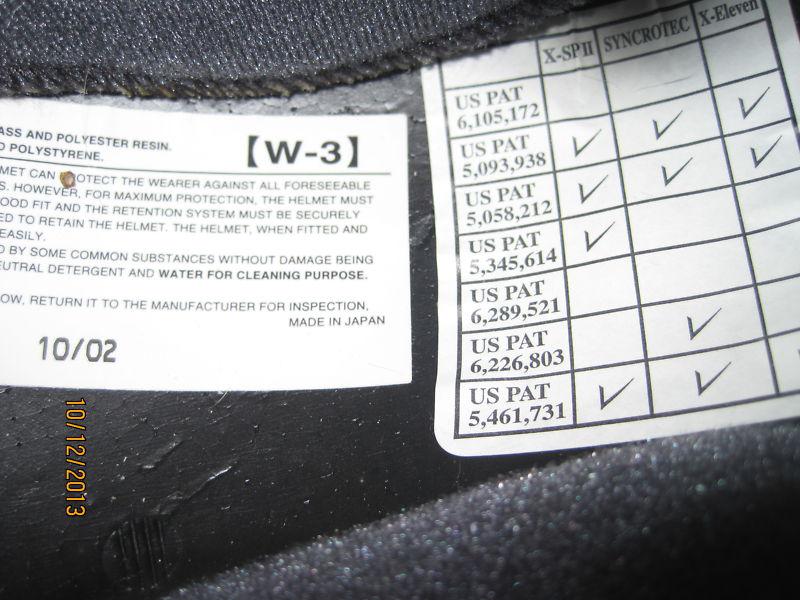 ASS AND POLYESTER RESIN.
D POLYSTYRENE.
【W-3】
MET CAN OTECT THE WEARER AGAINST ALL FORESEEABLE
S. HOWEVER, FOR MAXIMUM PROTECTION, THE HELMET MUST
OOD FIT AND THE RETENTION SYSTEM MUST BE SECURELY
ED TO RETAIN THE HELMET. THE HELMET, WHEN FITTED AND
EASILY.
D BY SOME COMMON SUBSTANCES WITHOUT DAMAGE BEING
EUTRAL DETERGENT AND WATER FOR CLEANING PURPOSE.
OW, RETURN IT TO THE MANUFACTURER FOR INSPECTION,
MADE IN JAPAN
10/02
X-SPII SYNCROTEC X-Eleven
US PAT
6,105,172
US PAT
5,093,938
US PAT
5,058,212
US PAT
5,345,614
US PAT
6,289,521
US PAT
6,226,803
US PAT
5,461,731
10/12/2013